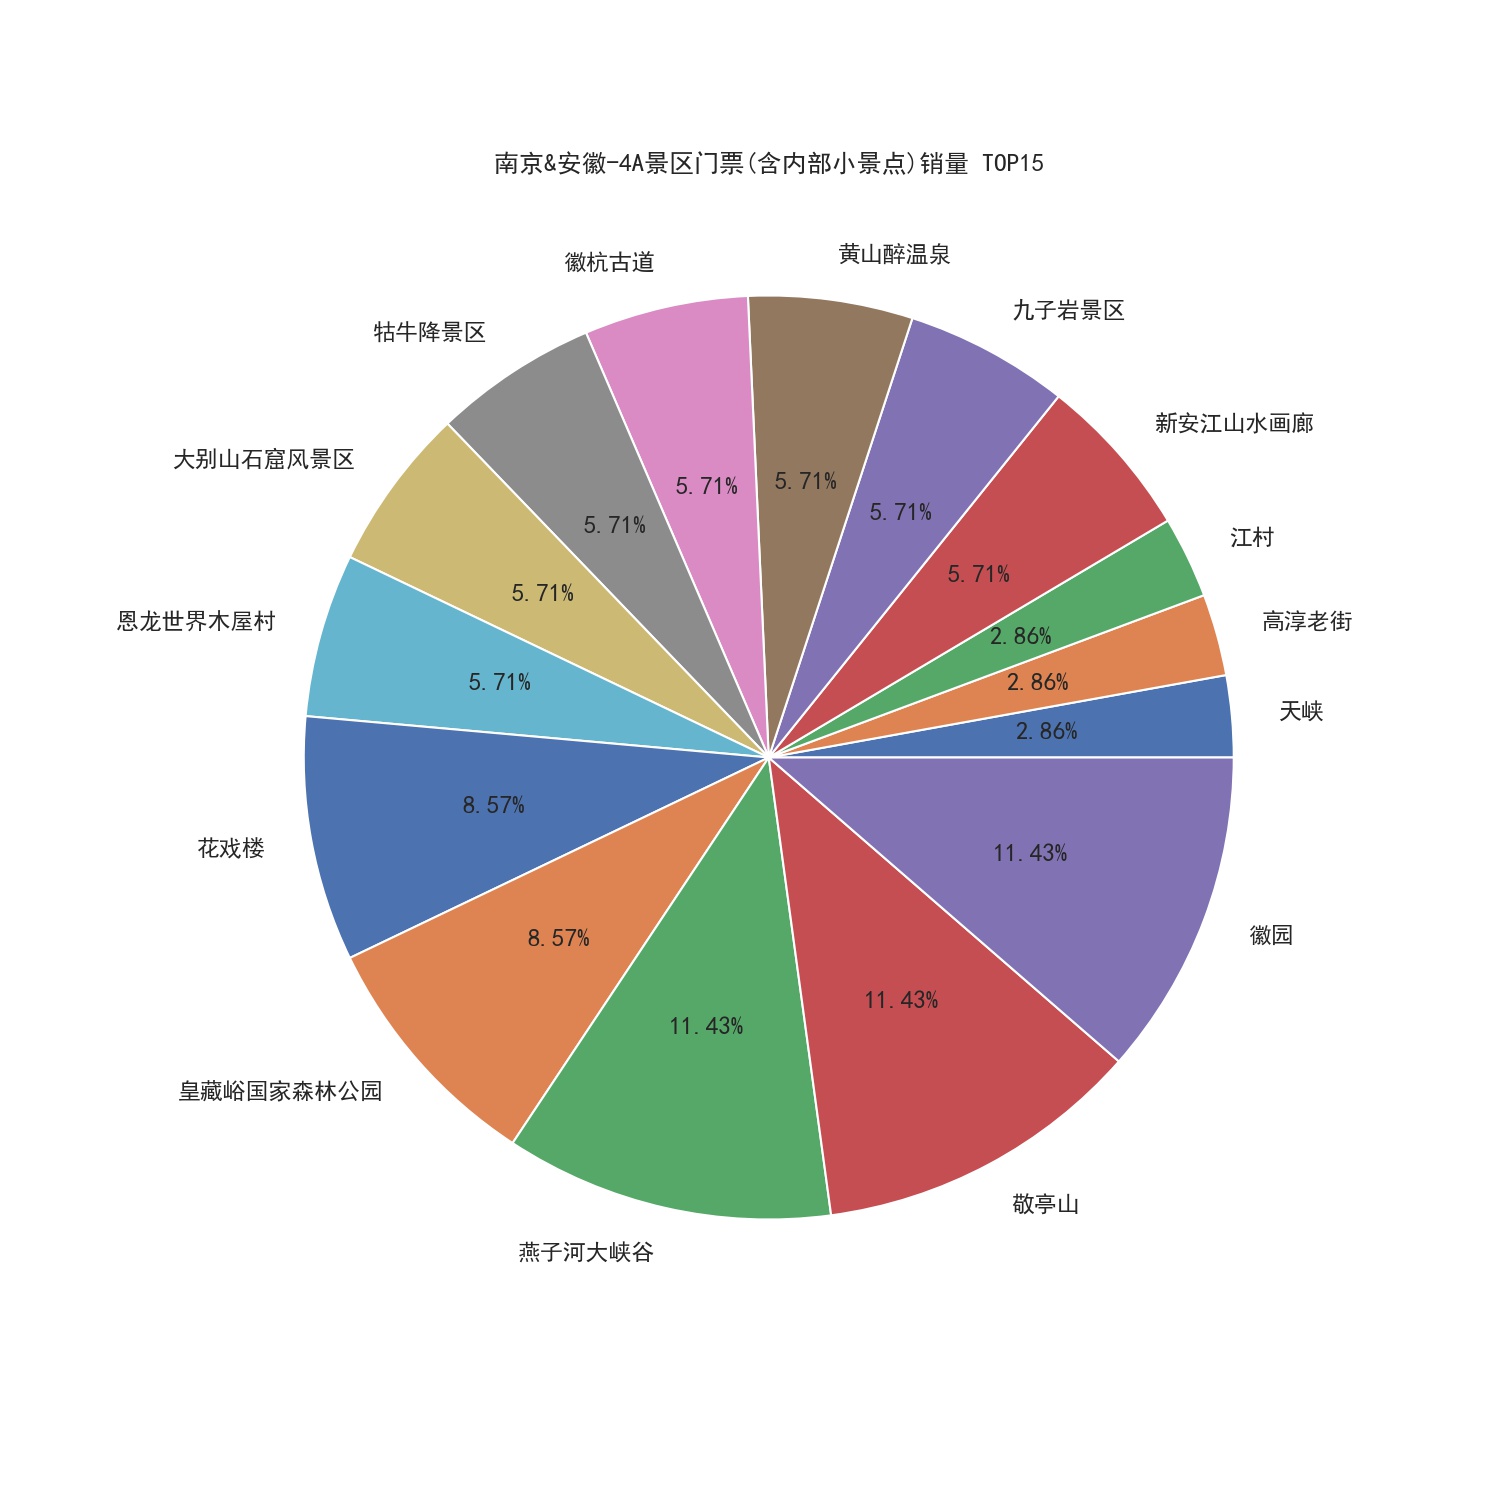 南京&安徽-4A景区门票(含内部小景点)销量 TOP15
黄山醉温泉
徽杭古道
九子岩景区
牯牛降景区
新安江山水画廊
大别山石窟风景区
江村
恩龙世界木屋村
高淳老街
天峡
花戏楼
徽园
皇藏峪国家森林公园
敬亭山
燕子河大峡谷
5.71%
5.71%
5.71%
5.71%
5.71%
5.71%
2.86%
5.71%
2.86%
2.86%
8.57%
11.43%
8.57%
11.43%
11.43%